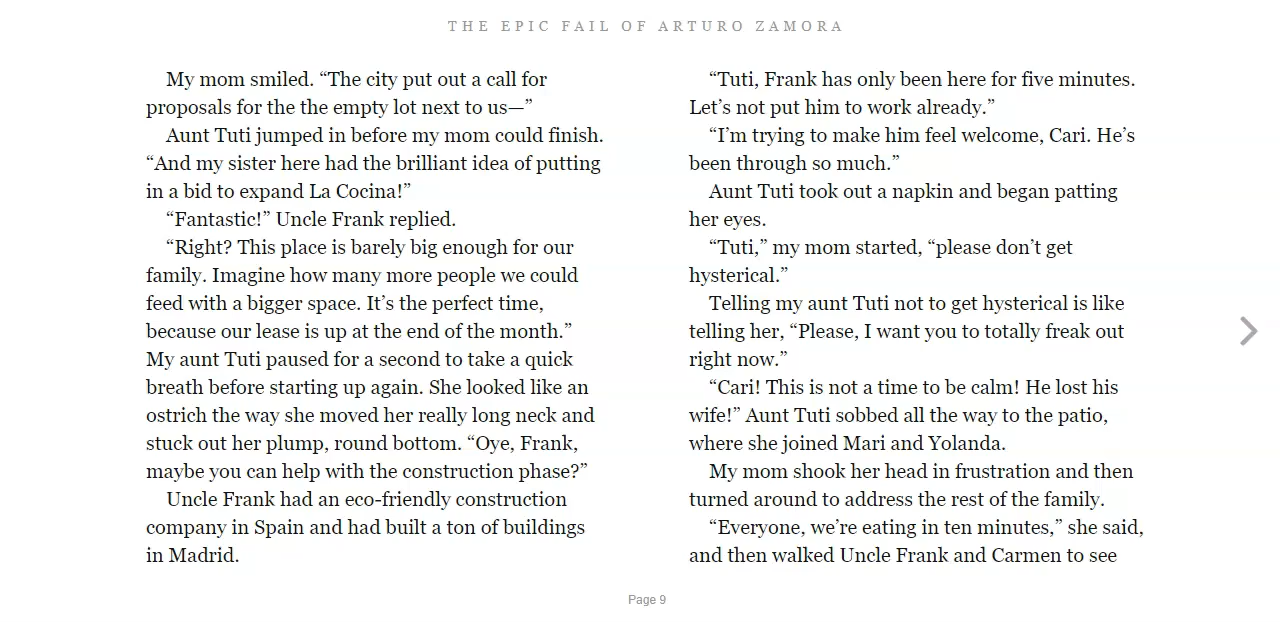 THE EPIC FAIL OF ARTURO ZAMORA
My mom smiled. “The city put out a call for
proposals for the the empty lot next to us—”
Aunt Tuti jumped in before my mom could finish.
“And my sister here had the brilliant idea of putting
in a bid to expand La Cocina!”
“Fantastic!” Uncle Frank replied.
“Right? This place is barely big enough for our
family. Imagine how many more people we could
feed with a bigger space. It’s the perfect time,
because our lease is up at the end of the month.”
My aunt Tuti paused for a second to take a quick
breath before starting up again. She looked like an
ostrich the way she moved her really long neck and
stuck out her plump, round bottom. “Oye, Frank,
maybe you can help with the construction phase?”
Uncle Frank had an eco-friendly construction
company in Spain and had built a ton of buildings
in Madrid.
“Tuti, Frank has only been here for five minutes.
Let’s not put him to work already.”
“I’m trying to make him feel welcome, Cari. He’s
been through so much.”
Aunt Tuti took out a napkin and began patting
her eyes.
“Tuti,” my mom started, “please don’t get
hysterical.”
Telling my aunt Tuti not to get hysterical is like
telling her, “Please, I want you to totally freak out
right now.”
“Cari! This is not a time to be calm! He lost his
wife!” Aunt Tuti sobbed all the way to the patio,
where she joined Mari and Yolanda.
My mom shook her head in frustration and then
turned around to address the rest of the family.
“Everyone, we’re eating in ten minutes,” she said,
and then walked Uncle Frank and Carmen to see
Page 9